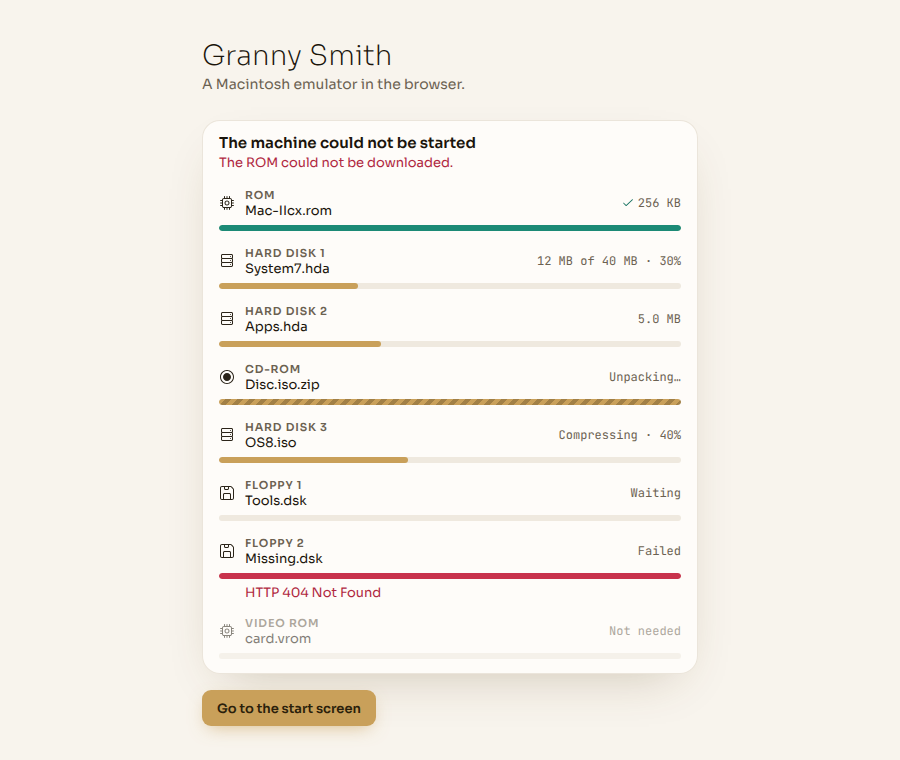 Granny Smith
A Macintosh emulator in the browser.
The machine could not be started
The ROM could not be downloaded.
ROM
Mac-IIcx.rom
256 KB
HARD DISK 1
System7.hda
12 MB of 40 MB · 30%
HARD DISK 2
Apps.hda
5.0 MB
CD-ROM
Disc.iso.zip
Unpacking…
HARD DISK 3
OS8.iso
Compressing · 40%
FLOPPY 1
Tools.dsk
Waiting
FLOPPY 2
Missing.dsk
Failed
HTTP 404 Not Found
VIDEO ROM
card.vrom
Not needed
Go to the start screen